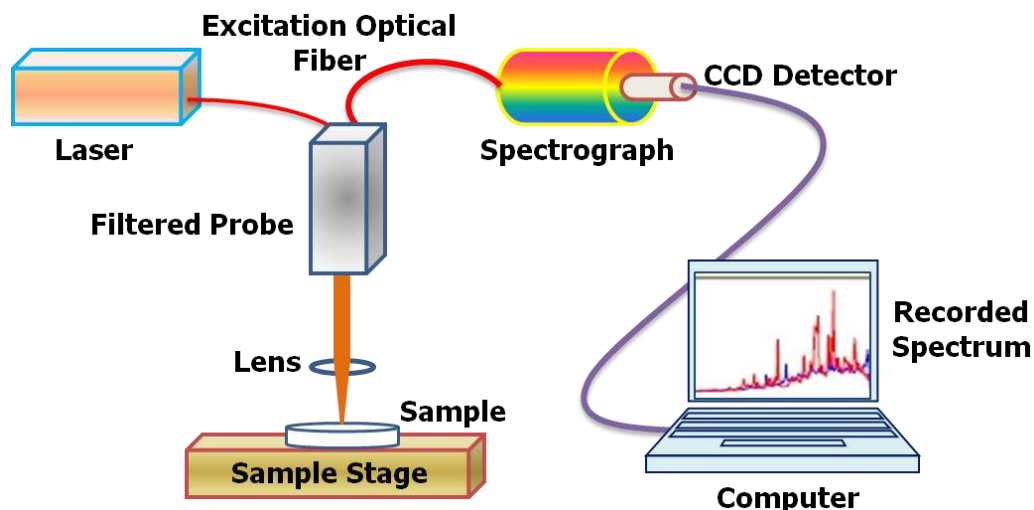 Excitation Optical
Fiber
CCD Detector
Laser
Spectrograph
Filtered Probe
Recorded
Spectrum
Lens
Sample
Sample Stage
Computer